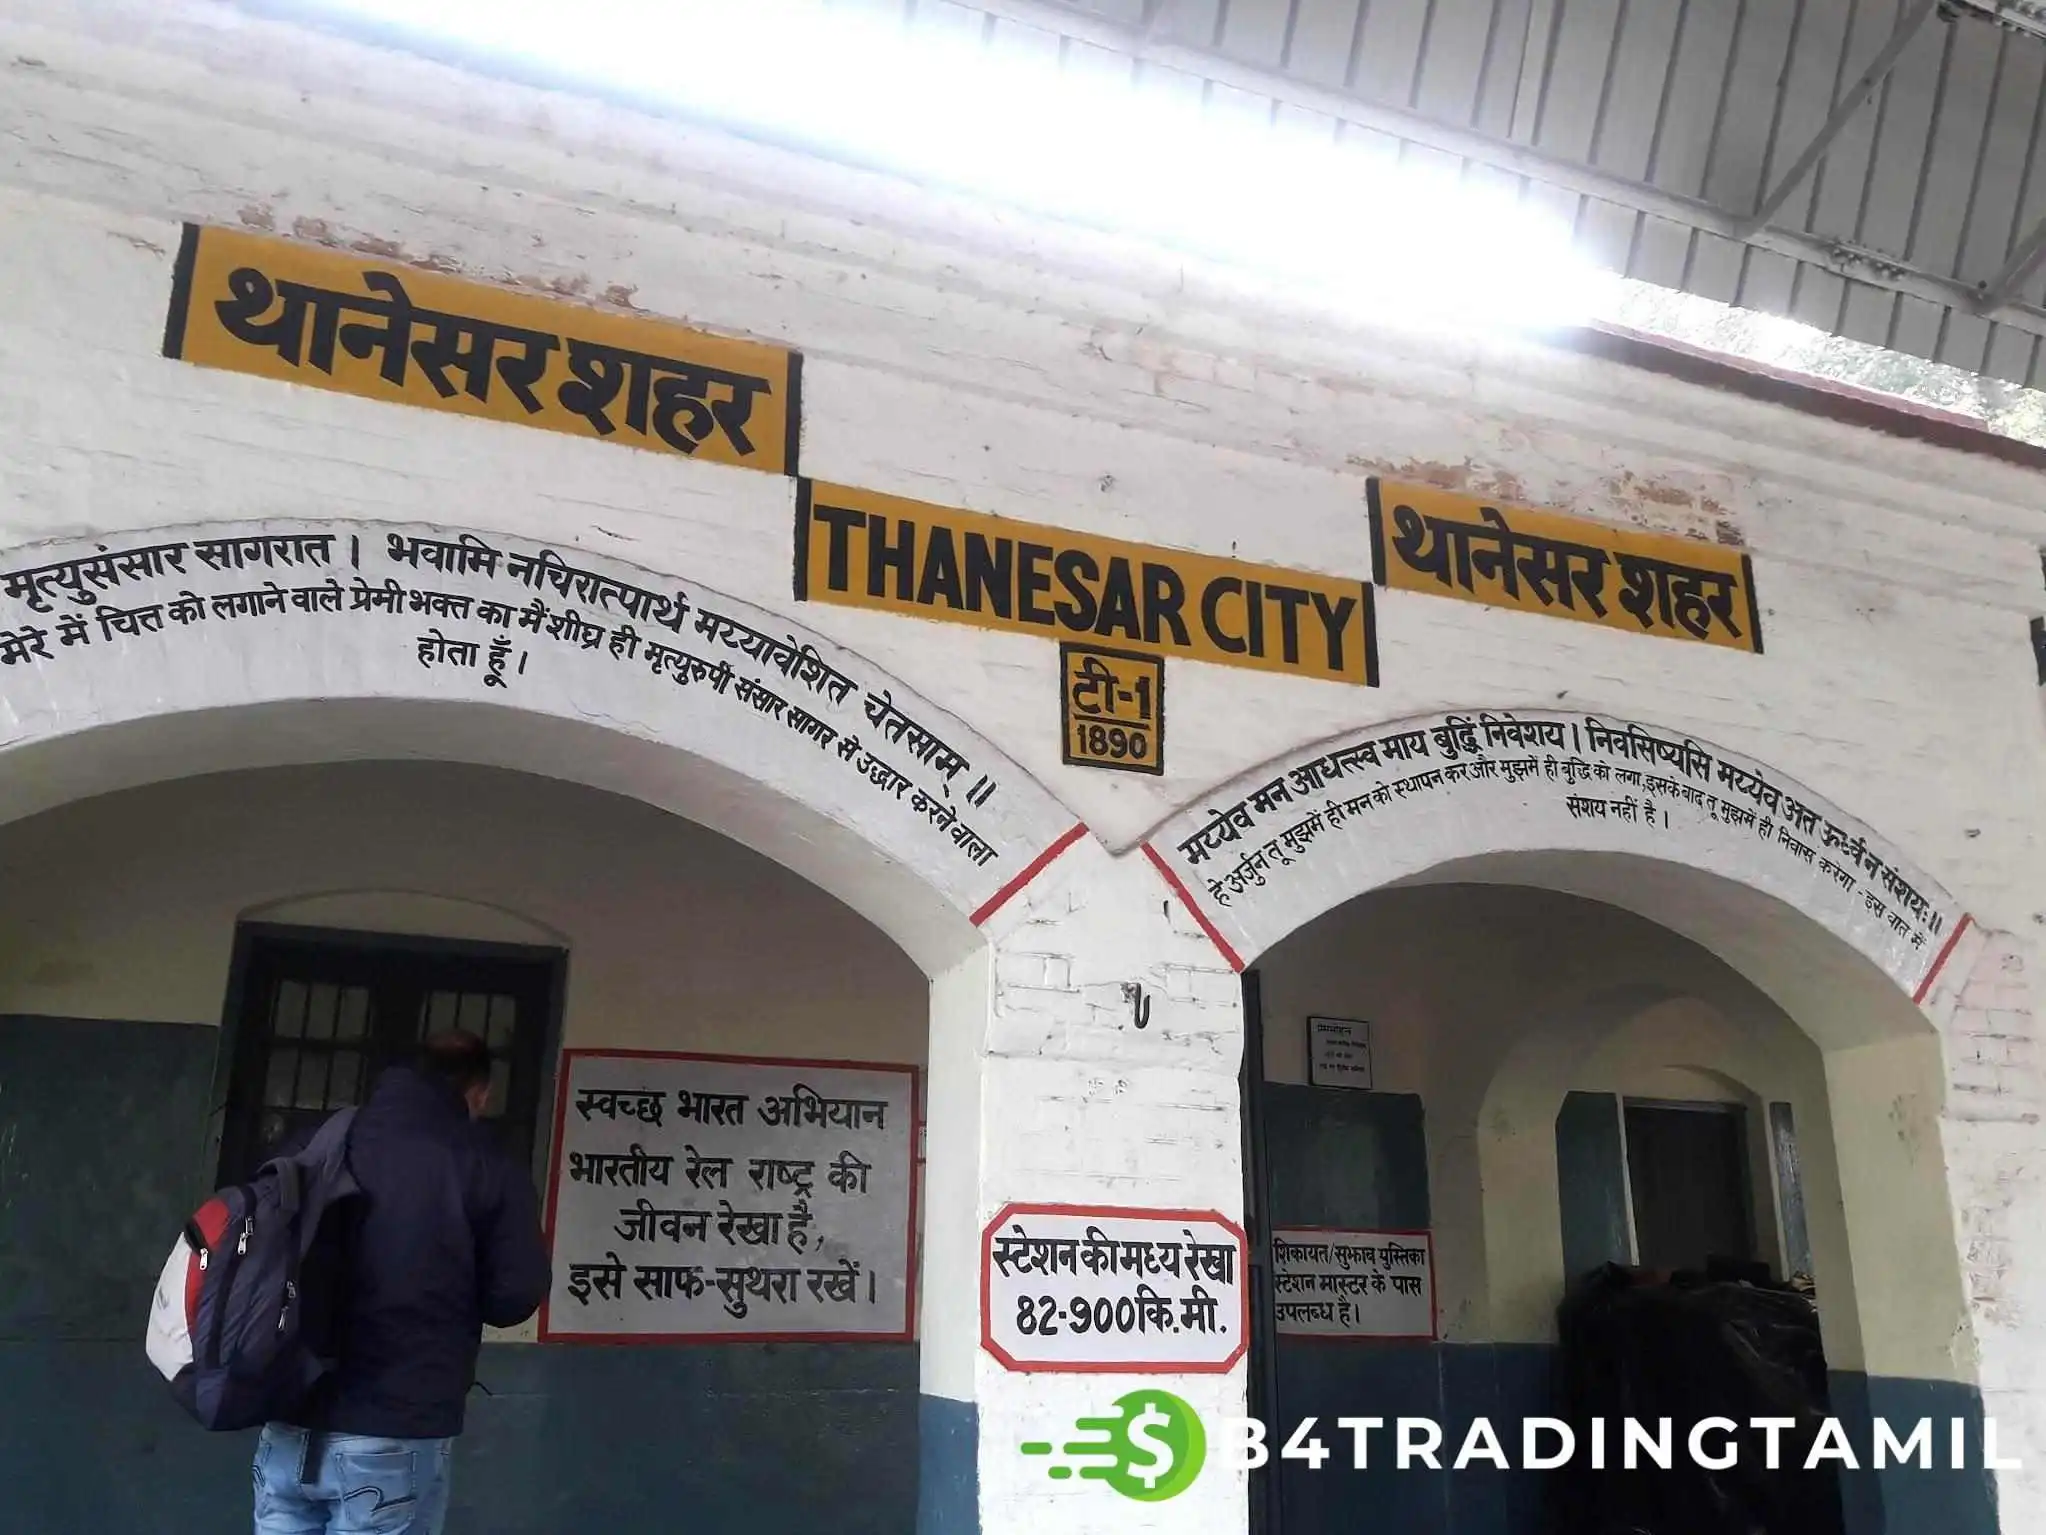 थानेसर शहर
THANESAR CITY
थानेसर शहर
टी-1
1890
मृत्युसंसार सागरात । भवामि नचिरात्पार्थ मय्यावेशित चेतसाम् ॥
मेरे में चित्त को लगाने वाले प्रेमी भक्त का मैं शीघ्र ही मृत्युरुपी संसार सागर से उद्धार करने वाला
होता हूँ।
मय्येव मन आधत्स्व माय बुद्धिं निवेशय । निवसिष्यसि मय्येव अत ऊर्ध्वं न संशयः॥
हे अर्जुन तू मुझमें ही मन को स्थापन कर और मुझमें ही बुद्धि को लगा,इसके बाद तू मुझमें ही निवास करेगा - इस बात में
संशय नहीं है ।
स्वच्छ भारत अभियान
भारतीय रेल राष्ट्र की
जीवन रेखा है,
इसे साफ-सुथरा रखें।
स्टेशन की मध्य रेखा
82-900 कि.मी.
शिकायत/सुझाव पुस्तिका
स्टेशन मास्टर के पास
उपलब्ध है।
B4TRADINGTAMIL